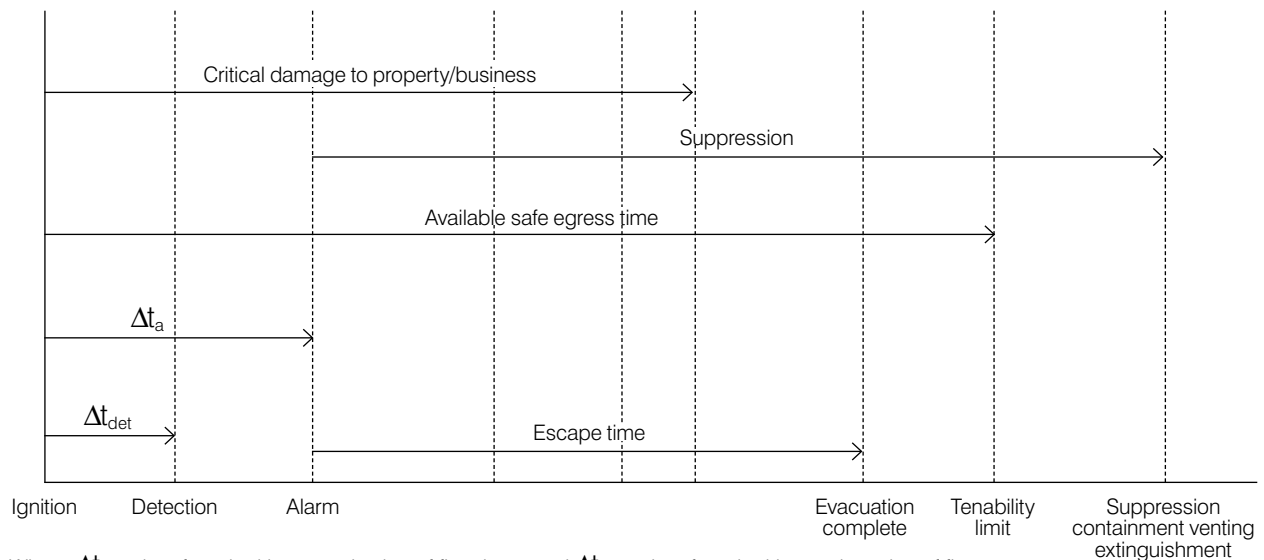 Critical damage to property/business
Suppression
Available safe egress time
Δta
Δtdet
Escape time
Ignition
Detection
Alarm
Evacuation
complete
Tenability
limit
Suppression
containment venting
extinguishment